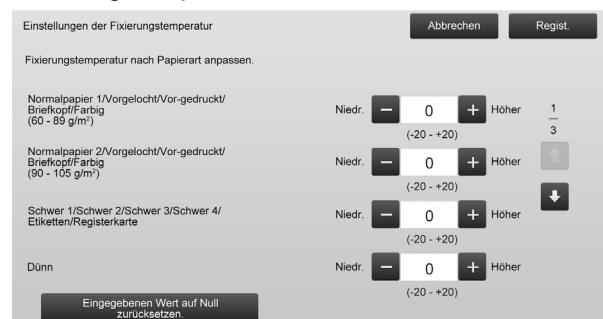 Einstellungen der Fixierungstemperatur Abbrechen Regist.
Fixierungstemperatur nach Papierart anpassen.
Normalpapier 1/Vorgelocht/Vor-gedruckt/
Briefkopf/Farbig
(60 - 89 g/m²)
Niedr. − 0 + Höher
(-20 - +20)
1
3
Normalpapier 2/Vorgelocht/Vor-gedruckt/
Briefkopf/Farbig
(90 - 105 g/m²)
Niedr. − 0 + Höher
(-20 - +20)
Schwer 1/Schwer 2/Schwer 3/Schwer 4/
Etiketten/Registerkarte
Niedr. − 0 + Höher
(-20 - +20)
Dünn
Niedr. − 0 + Höher
(-20 - +20)
Eingegebenen Wert auf Null
zurücksetzen.